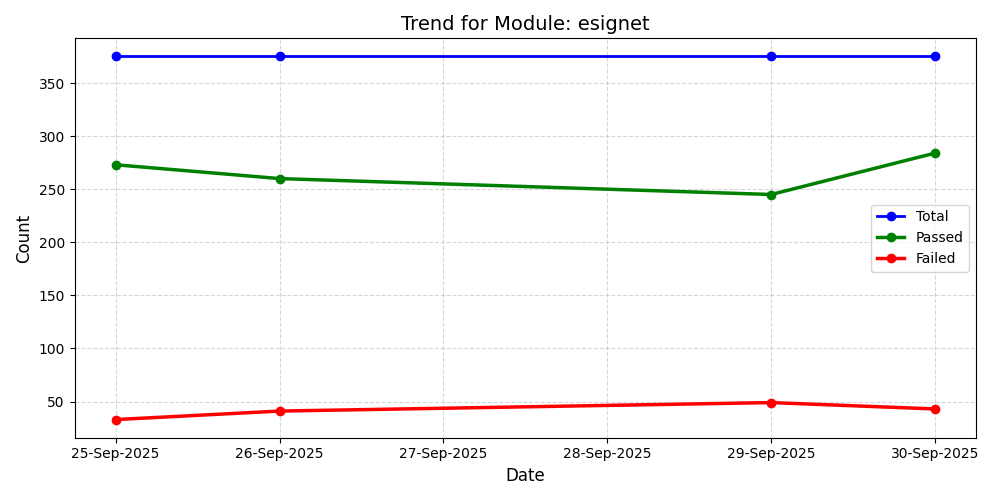 Trend for Module: esignet
Count
350
300
250
200
150
100
50
Total
Passed
Failed
25-Sep-2025
26-Sep-2025
27-Sep-2025
28-Sep-2025
29-Sep-2025
30-Sep-2025
Date